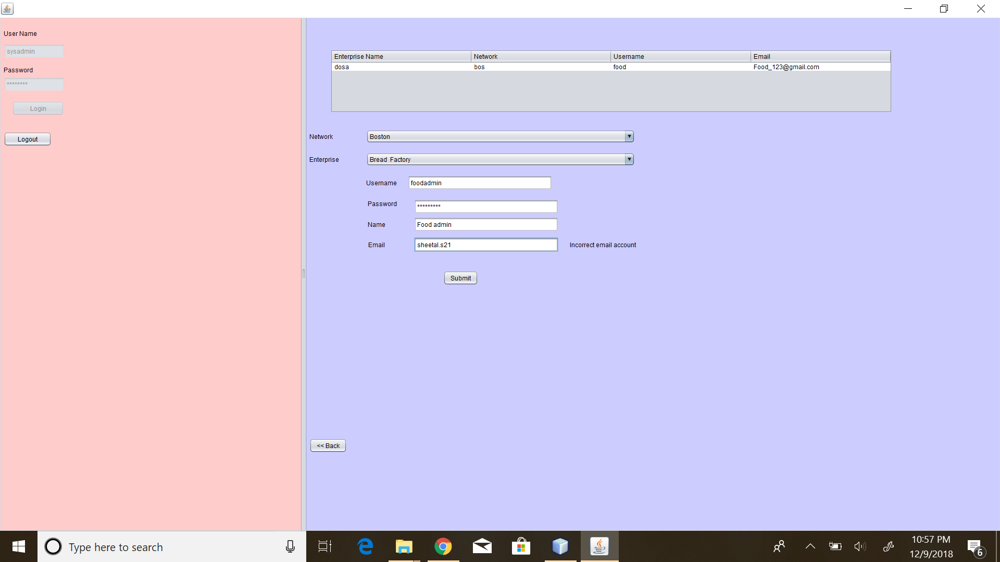 User Name
sysadmin
Password
********
Login
Logout
Enterprise Name Network Username Email
dosa bos food Food_123@gmail.com
Network Boston
Enterprise Bread Factory
Username foodadmin
Password *********
Name Food admin
Email sheetal.s21 Incorrect email account
Submit
<< Back
Type here to search
10:57 PM
12/9/2018
6